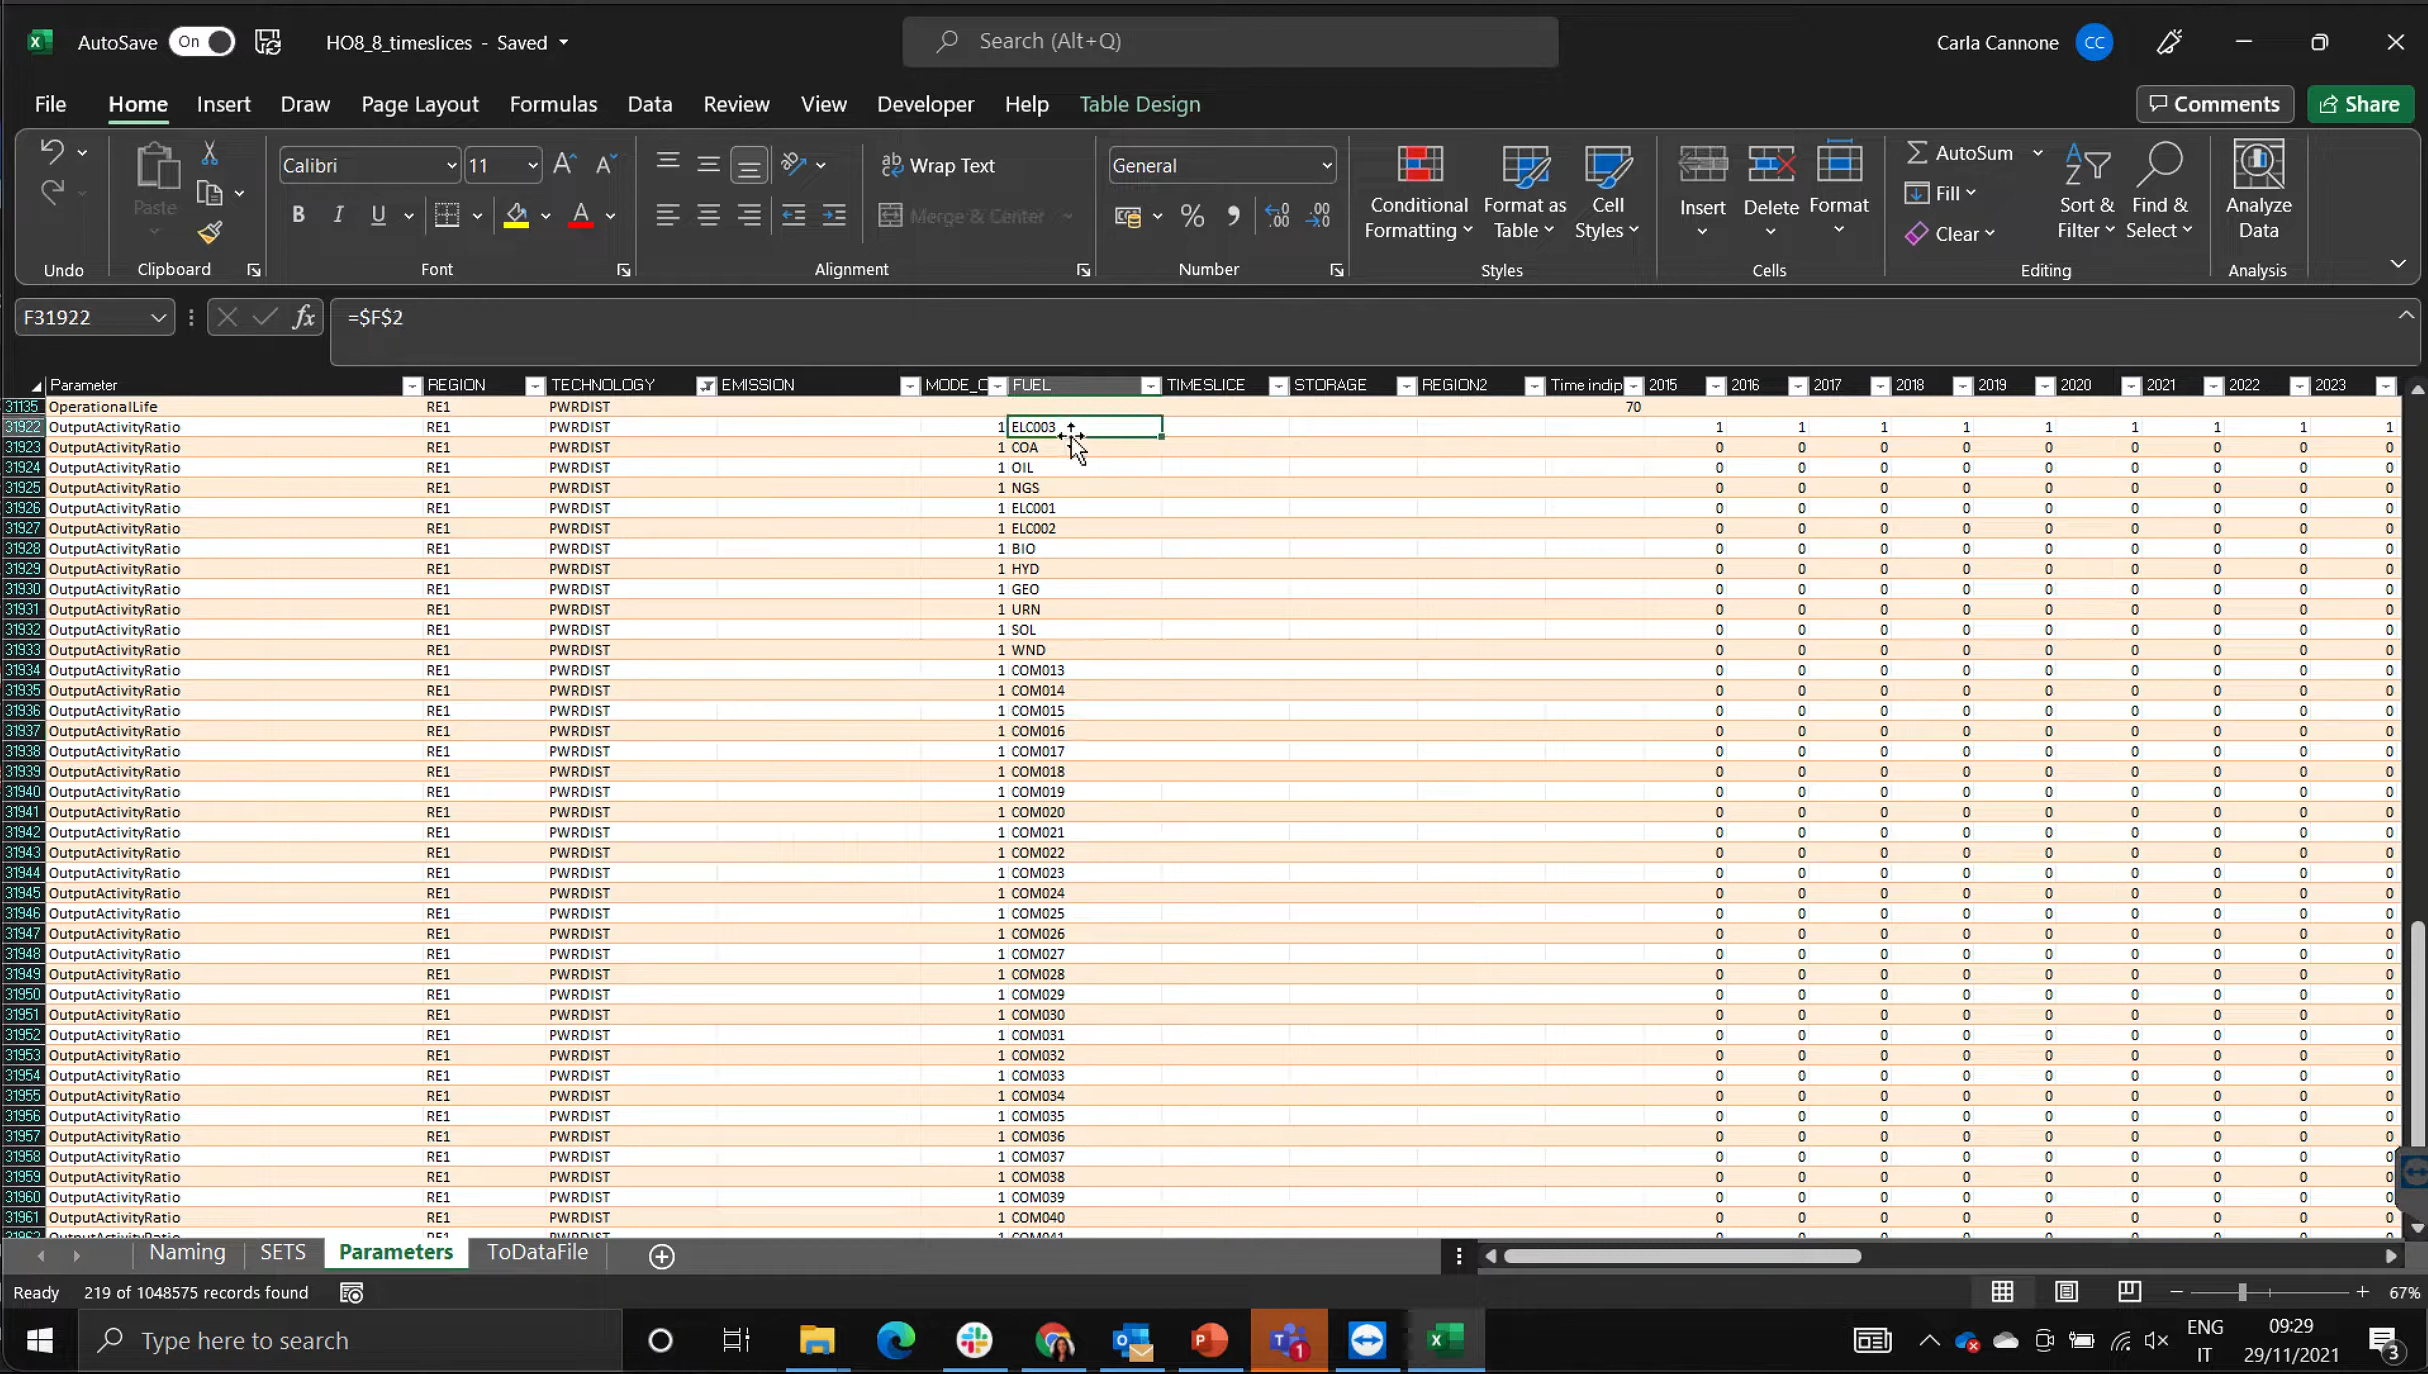 AutoSave On HO8_8_timeslices - Saved Search (Alt+Q) Carla Cannone CC
File Home Insert Draw Page Layout Formulas Data Review View Developer Help Table Design Comments Share
Calibri 11 Wrap Text General AutoSum
Paste Conditional Formatting Format as Table Cell Styles Insert Delete Format Fill Sort & Filter Find & Select Analyze Data
B I U Merge & Center Clear
Undo Clipboard Font Alignment Number Styles Cells Editing Analysis
F31922 fx =$F$2
Parameter REGION TECHNOLOGY EMISSION MODE_O FUEL TIMESLICE STORAGE REGION2 Time indip 2015 2016 2017 2018 2019 2020 2021 2022 2023
31135 OperationalLife RE1 PWRDIST 70
31922 OutputActivityRatio RE1 PWRDIST 1 ELC003 1 1 1 1 1 1 1 1 1
31923 OutputActivityRatio RE1 PWRDIST 1 COA 0 0 0 0 0 0 0 0 0
31924 OutputActivityRatio RE1 PWRDIST 1 OIL 0 0 0 0 0 0 0 0 0
31925 OutputActivityRatio RE1 PWRDIST 1 NGS 0 0 0 0 0 0 0 0 0
31926 OutputActivityRatio RE1 PWRDIST 1 ELC001 0 0 0 0 0 0 0 0 0
31927 OutputActivityRatio RE1 PWRDIST 1 ELC002 0 0 0 0 0 0 0 0 0
31928 OutputActivityRatio RE1 PWRDIST 1 BIO 0 0 0 0 0 0 0 0 0
31929 OutputActivityRatio RE1 PWRDIST 1 HYD 0 0 0 0 0 0 0 0 0
31930 OutputActivityRatio RE1 PWRDIST 1 GEO 0 0 0 0 0 0 0 0 0
31931 OutputActivityRatio RE1 PWRDIST 1 URN 0 0 0 0 0 0 0 0 0
31932 OutputActivityRatio RE1 PWRDIST 1 SOL 0 0 0 0 0 0 0 0 0
31933 OutputActivityRatio RE1 PWRDIST 1 WND 0 0 0 0 0 0 0 0 0
31934 OutputActivityRatio RE1 PWRDIST 1 COM013 0 0 0 0 0 0 0 0 0
31935 OutputActivityRatio RE1 PWRDIST 1 COM014 0 0 0 0 0 0 0 0 0
31936 OutputActivityRatio RE1 PWRDIST 1 COM015 0 0 0 0 0 0 0 0 0
31937 OutputActivityRatio RE1 PWRDIST 1 COM016 0 0 0 0 0 0 0 0 0
31938 OutputActivityRatio RE1 PWRDIST 1 COM017 0 0 0 0 0 0 0 0 0
31939 OutputActivityRatio RE1 PWRDIST 1 COM018 0 0 0 0 0 0 0 0 0
31940 OutputActivityRatio RE1 PWRDIST 1 COM019 0 0 0 0 0 0 0 0 0
31941 OutputActivityRatio RE1 PWRDIST 1 COM020 0 0 0 0 0 0 0 0 0
31942 OutputActivityRatio RE1 PWRDIST 1 COM021 0 0 0 0 0 0 0 0 0
31943 OutputActivityRatio RE1 PWRDIST 1 COM022 0 0 0 0 0 0 0 0 0
31944 OutputActivityRatio RE1 PWRDIST 1 COM023 0 0 0 0 0 0 0 0 0
31945 OutputActivityRatio RE1 PWRDIST 1 COM024 0 0 0 0 0 0 0 0 0
31946 OutputActivityRatio RE1 PWRDIST 1 COM025 0 0 0 0 0 0 0 0 0
31947 OutputActivityRatio RE1 PWRDIST 1 COM026 0 0 0 0 0 0 0 0 0
31948 OutputActivityRatio RE1 PWRDIST 1 COM027 0 0 0 0 0 0 0 0 0
31949 OutputActivityRatio RE1 PWRDIST 1 COM028 0 0 0 0 0 0 0 0 0
31950 OutputActivityRatio RE1 PWRDIST 1 COM029 0 0 0 0 0 0 0 0 0
31951 OutputActivityRatio RE1 PWRDIST 1 COM030 0 0 0 0 0 0 0 0 0
31952 OutputActivityRatio RE1 PWRDIST 1 COM031 0 0 0 0 0 0 0 0 0
31953 OutputActivityRatio RE1 PWRDIST 1 COM032 0 0 0 0 0 0 0 0 0
31954 OutputActivityRatio RE1 PWRDIST 1 COM033 0 0 0 0 0 0 0 0 0
31955 OutputActivityRatio RE1 PWRDIST 1 COM034 0 0 0 0 0 0 0 0 0
31956 OutputActivityRatio RE1 PWRDIST 1 COM035 0 0 0 0 0 0 0 0 0
31957 OutputActivityRatio RE1 PWRDIST 1 COM036 0 0 0 0 0 0 0 0 0
31958 OutputActivityRatio RE1 PWRDIST 1 COM037 0 0 0 0 0 0 0 0 0
31959 OutputActivityRatio RE1 PWRDIST 1 COM038 0 0 0 0 0 0 0 0 0
31960 OutputActivityRatio RE1 PWRDIST 1 COM039 0 0 0 0 0 0 0 0 0
31961 OutputActivityRatio RE1 PWRDIST 1 COM040 0 0 0 0 0 0 0 0 0
Naming SETS Parameters ToDataFile
Ready 219 of 1048575 records found 67%
Type here to search ENG 09:29
IT 29/11/2021 3